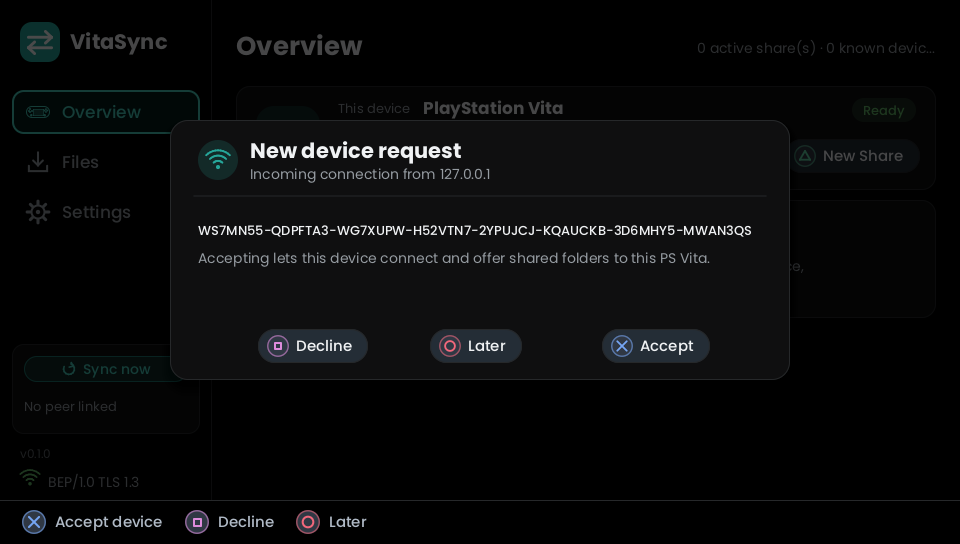 VitaSync
Overview
Files
Settings
Sync now
No peer linked
v0.1.0
BEP/1.0 TLS 1.3
Overview
0 active share(s) · 0 known devic...
This device PlayStation Vita
Ready
New Share
ce,
New device request
Incoming connection from 127.0.0.1
WS7MN55-QDPFTA3-WG7XUPW-H52VTN7-2YPUJCJ-KQAUCKB-3D6MHY5-MWAN3QS
Accepting lets this device connect and offer shared folders to this PS Vita.
Decline Later Accept
Accept device Decline Later